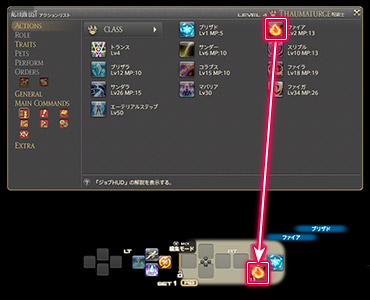 ACTION LIST アクションリスト
LEVEL 4 THAUMATURGE 呪術士
ACTIONS
ROLE
TRAITS
PETS
PERFORM
ORDERS
GENERAL
MAIN COMMANDS
EXTRA
CLASS
ブリザド
Lv1 MP:5
ファイア
Lv2 MP:13
トランス
Lv4
サンダー
Lv6 MP:10
スリプル
Lv10 MP:13
ブリザラ
Lv12 MP:10
コラプス
Lv15 MP:10
ファイラ
Lv18 MP:19
サンダラ
Lv26 MP:15
マバリア
Lv30
ファイガ
Lv34 MP:26
エーテリアルステップ
Lv50
「ジョブHUD」の解説を表示する。
ブリザド
ファイア
LT
編集モード
RT
SET 1